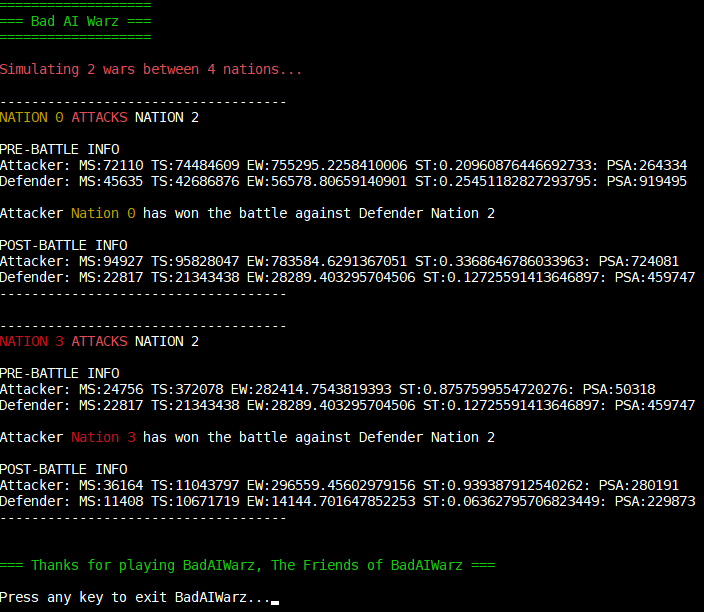 ===================
=== Bad AI Warz ===
===================
Simulating 2 wars between 4 nations...
------------------------------------
NATION 0 ATTACKS NATION 2
PRE-BATTLE INFO
Attacker: MS:72110 TS:74484609 EW:755295.2258410006 ST:0.20960876446692733: PSA:264334
Defender: MS:45635 TS:42686876 EW:56578.80659140901 ST:0.25451182827293795: PSA:919495
Attacker Nation 0 has won the battle against Defender Nation 2
POST-BATTLE INFO
Attacker: MS:94927 TS:95828047 EW:783584.6291367051 ST:0.3368646786033963: PSA:724081
Defender: MS:22817 TS:21343438 EW:28289.403295704506 ST:0.12725591413646897: PSA:459747
------------------------------------
------------------------------------
NATION 3 ATTACKS NATION 2
PRE-BATTLE INFO
Attacker: MS:24756 TS:372078 EW:282414.7543819393 ST:0.8757599554720276: PSA:50318
Defender: MS:22817 TS:21343438 EW:28289.403295704506 ST:0.12725591413646897: PSA:459747
Attacker Nation 3 has won the battle against Defender Nation 2
POST-BATTLE INFO
Attacker: MS:36164 TS:11043797 EW:296559.45602979156 ST:0.939387912540262: PSA:280191
Defender: MS:11408 TS:10671719 EW:14144.701647852253 ST:0.06362795706823449: PSA:229873
------------------------------------
=== Thanks for playing BadAIWarz, The Friends of BadAIWarz ===
Press any key to exit BadAIWarz...